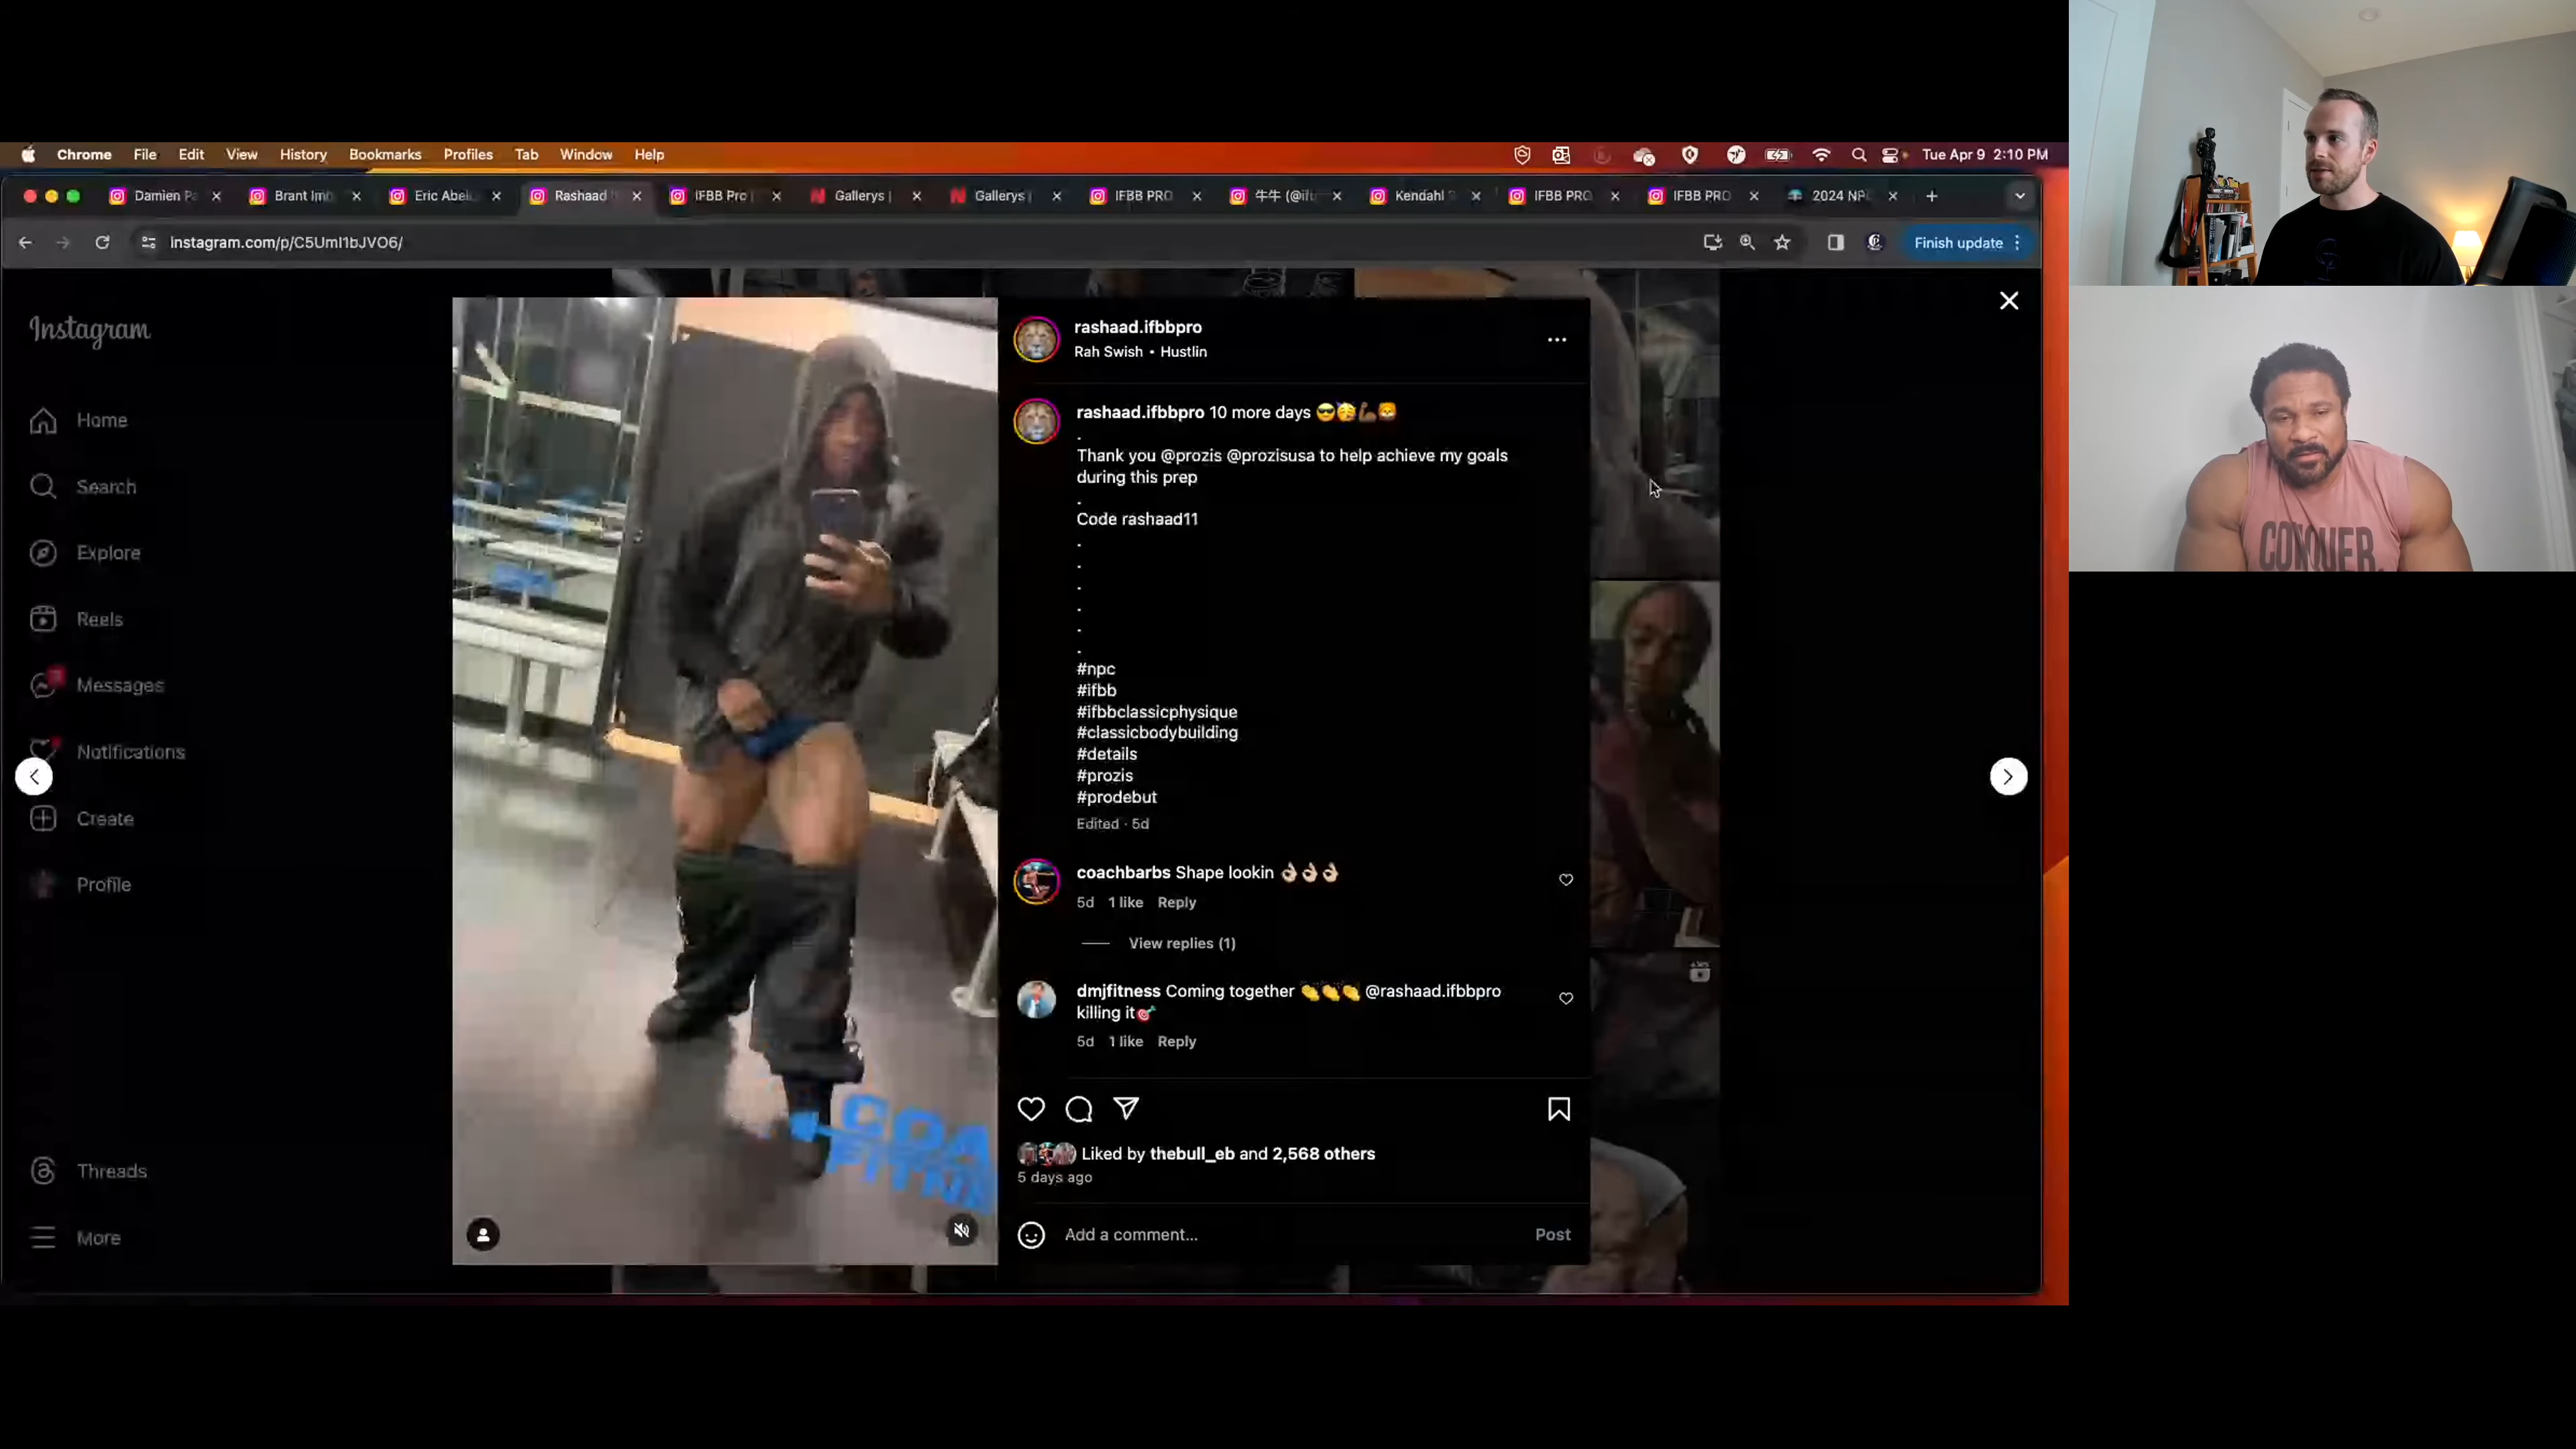 Chrome File Edit View History Bookmarks Profiles Tab Window Help Tue Apr 9 2:10 PM
Damien Brant Imb Eric Abel Rashaad IFBB Pro Gallerys | Gallerys | IFBB PRO 牛牛 Kendahl IFBB PRO IFBB PRO 2024
instagram.com/p/C5UmI1bJVO6/ Finish update
Instagram
Home
Search
Explore
Reels
Messages
Notifications
Create
Profile
Threads
More
rashaad.ifbbpro
Rah Swish • Hustlin
rashaad.ifbbpro 10 more days 😎🥳💪🏾🦁
.
Thank you @prozis @prozisusa to help achieve my goals
during this prep
.
Code rashaad11
.
.
.
.
.
.
#npc
#ifbb
#ifbbclassicphysique
#classicbodybuilding
#details
#prozis
#prodebut
Edited · 5d
coachbarbs Shape lookin 👌🏻👌🏻👌🏻
5d 1 like Reply
View replies (1)
dmjfitness Coming together 👏👏👏 @rashaad.ifbbpro
killing it🎯
5d 1 like Reply
Liked by thebull_eb and 2,568 others
5 days ago
Add a comment... Post
CONQUER.